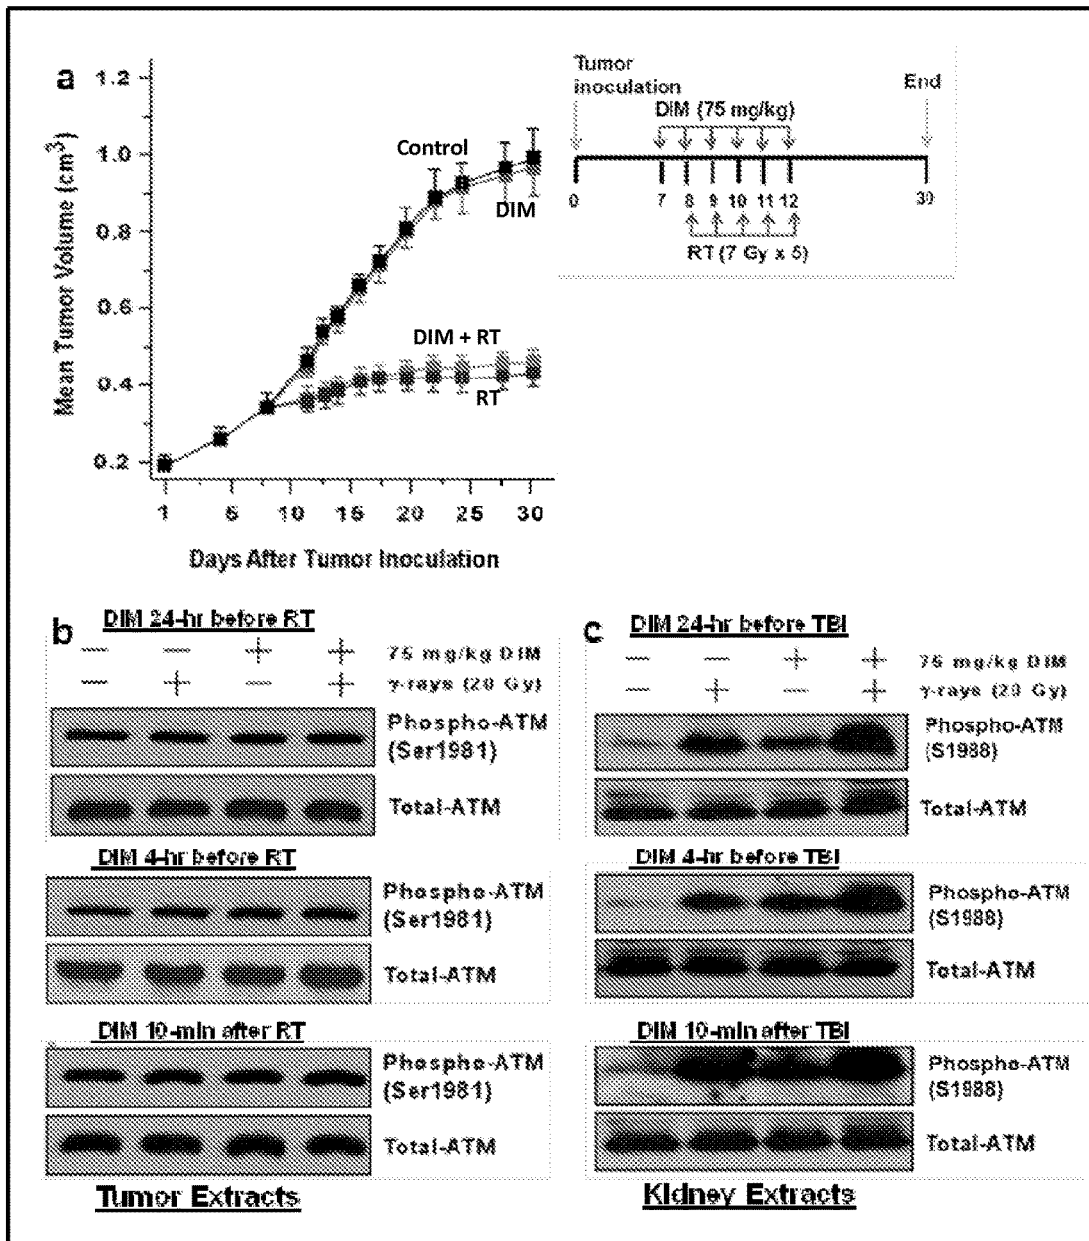 a
1.2
1.0
0.8
0.6
0.4
0.2
Mean Tumor Volume (cm3)
Control
DIM
DIM + RT
RT
1 5 10 15 20 25 30
Days After Tumor Inoculation
Tumor
inoculation
End
DIM (75 mg/kg)
0 7 8 9 10 11 12 30
RT (7 Gy x 5)
b
DIM 24-hr before RT
— — + + 75 mg/kg DIM
— + — + γ-rays (20 Gy)
Phospho-ATM
(Ser1981)
Total-ATM
DIM 4-hr before RT
Phospho-ATM
(Ser1981)
Total-ATM
DIM 10-min after RT
Phospho-ATM
(Ser1981)
Total-ATM
Tumor Extracts
c
DIM 24-hr before TBI
— — + + 75 mg/kg DIM
— + — + γ-rays (20 Gy)
Phospho-ATM
(S1988)
Total-ATM
DIM 4-hr before TBI
Phospho-ATM
(S1988)
Total-ATM
DIM 10-min after TBI
Phospho-ATM
(S1988)
Total-ATM
Kidney Extracts